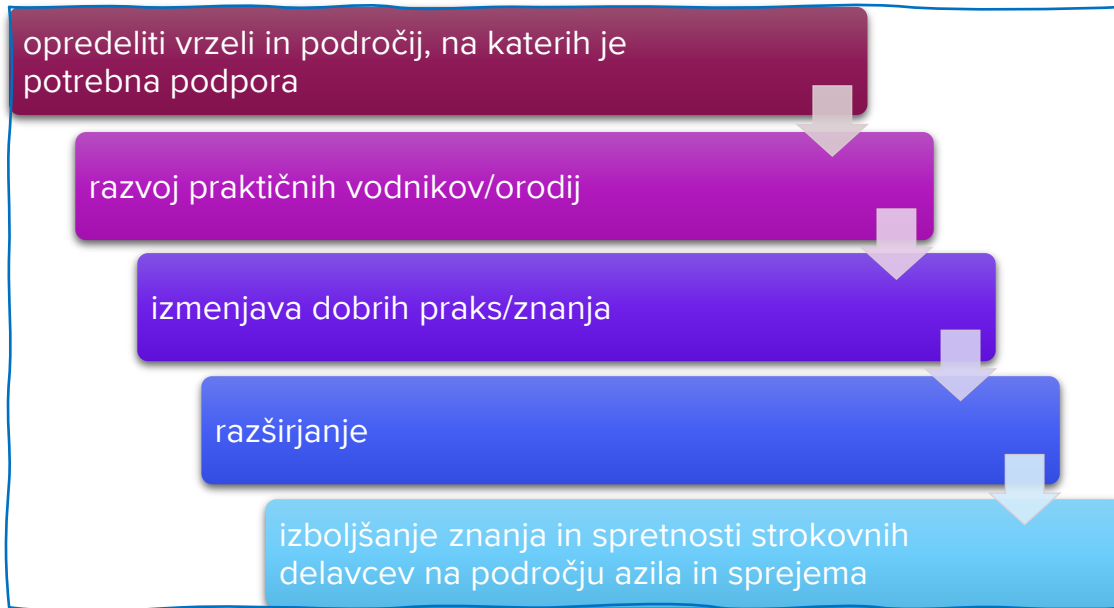 opredeliti vrzeli in področij, na katerih je
potrebna podpora
razvoj praktičnih vodnikov/orodij
izmenjava dobrih praks/znanja
razširjanje
izboljšanje znanja in spretnosti strokovnih
delavcev na področju azila in sprejema